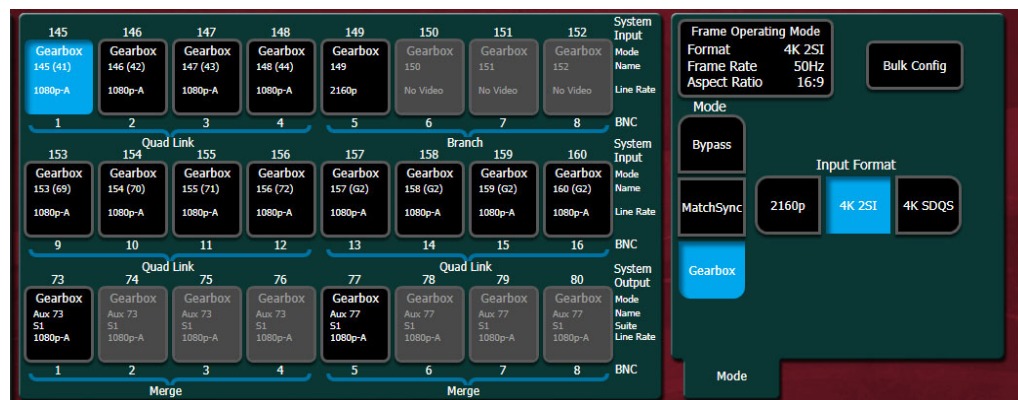 145 146 147 148 149 150 151 152 System Input
Gearbox Gearbox Gearbox Gearbox Gearbox Gearbox Gearbox Gearbox Mode
145 (41) 146 (42) 147 (43) 148 (44) 149 150 151 152 Name
1080p-A 1080p-A 1080p-A 1080p-A 2160p No Video No Video No Video Line Rate
1 2 3 4 5 6 7 8 BNC
Quad Link Branch
153 154 155 156 157 158 159 160 System Input
Gearbox Gearbox Gearbox Gearbox Gearbox Gearbox Gearbox Gearbox Mode
153 (69) 154 (70) 155 (71) 156 (72) 157 (G2) 158 (G2) 159 (G2) 160 (G2) Name
1080p-A 1080p-A 1080p-A 1080p-A 1080p-A 1080p-A 1080p-A 1080p-A Line Rate
9 10 11 12 13 14 15 16 BNC
Quad Link Quad Link
73 74 75 76 77 78 79 80 System Output
Gearbox Gearbox Gearbox Gearbox Gearbox Gearbox Gearbox Gearbox Mode
Aux 73 Aux 73 Aux 73 Aux 73 Aux 77 Aux 77 Aux 77 Aux 77 Name
S1 S1 S1 S1 S1 S1 S1 S1 Suite
1080p-A 1080p-A 1080p-A 1080p-A 1080p-A 1080p-A 1080p-A 1080p-A Line Rate
1 2 3 4 5 6 7 8 BNC
Merge Merge
Frame Operating Mode
Format 4K 2SI
Frame Rate 50Hz
Aspect Ratio 16:9
Bulk Config
Mode
Bypass
MatchSync
Gearbox
Input Format
2160p 4K 2SI 4K SDQS
Mode